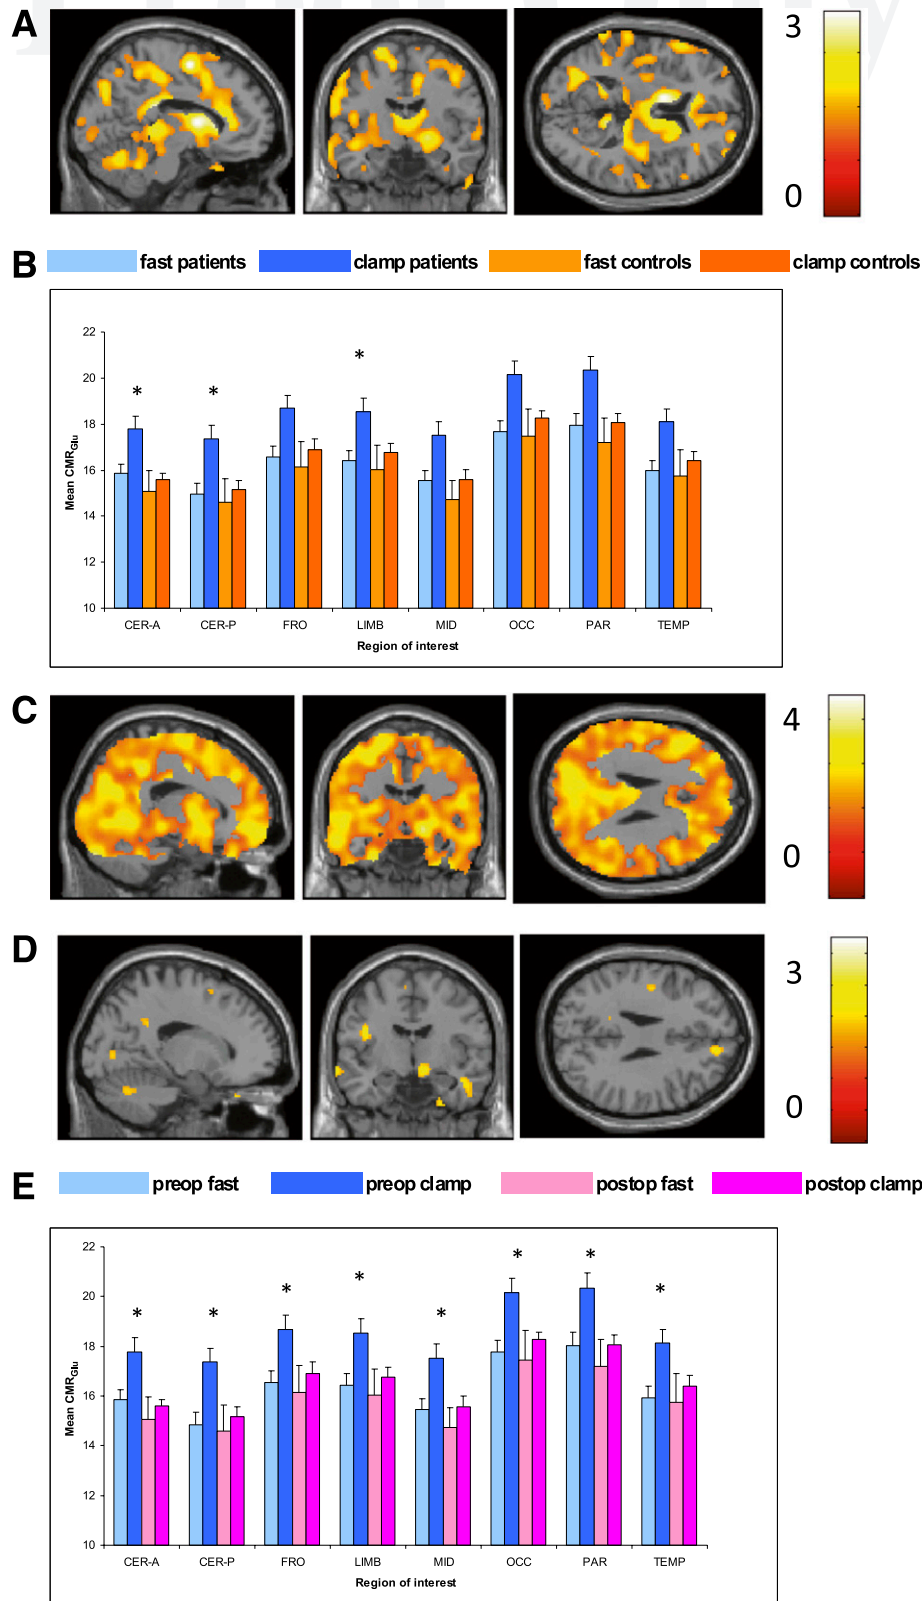 A
3
0
B
fast patients
clamp patients
fast controls
clamp controls
*
*
*
22
20
18
16
14
12
10
Mean CMRGlu
CER-A
CER-P
FRO
LIMB
MID
OCC
PAR
TEMP
Region of interest
C
4
0
D
3
0
E
preop fast
preop clamp
postop fast
postop clamp
*
*
*
*
*
*
*
*
22
20
18
16
14
12
10
Mean CMRGlu
CER-A
CER-P
FRO
LIMB
MID
OCC
PAR
TEMP
Region of interest